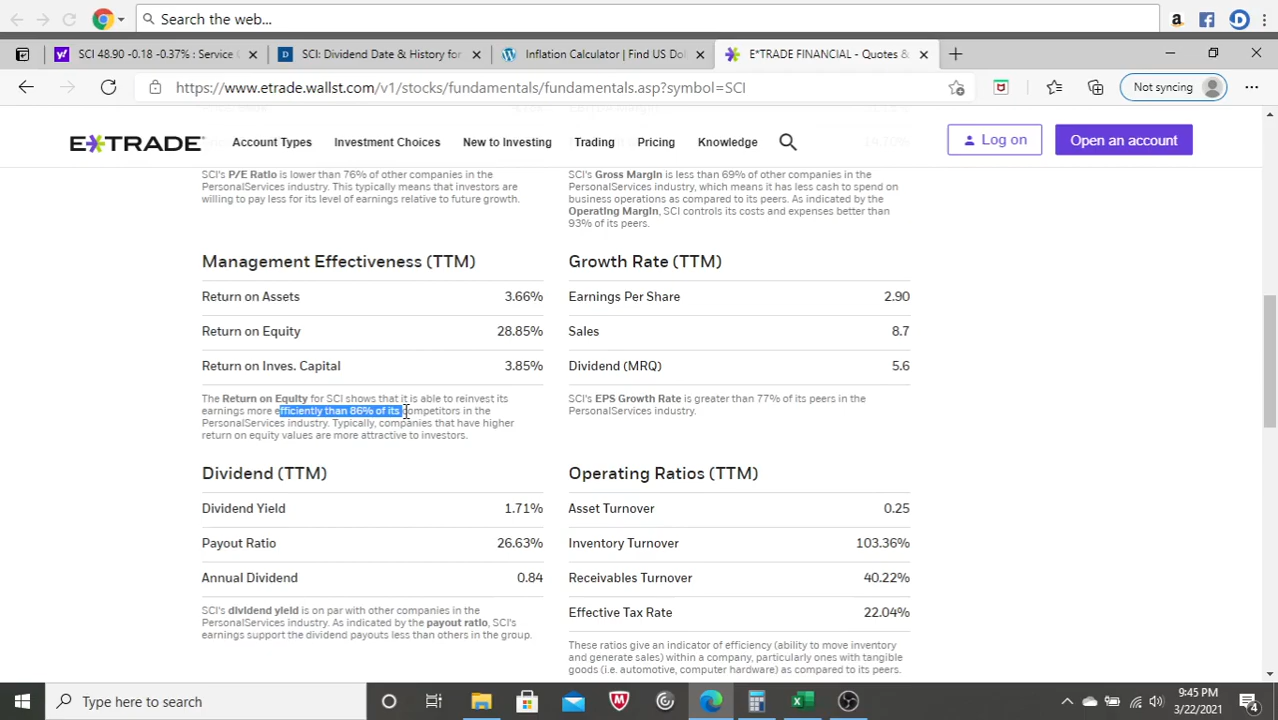 Search the web...
SCI 48.90 -0.18 -0.37% : Service
SCI: Dividend Date & History for
Inflation Calculator | Find US Dol
E*TRADE FINANCIAL - Quotes &
https://www.etrade.wallst.com/v1/stocks/fundamentals/fundamentals.asp?symbol=SCI
Not syncing
E*TRADE
Account Types
Investment Choices
New to Investing
Trading
Pricing
Knowledge
Log on
Open an account
SCI's P/E Ratio is lower than 76% of other companies in the
PersonalServices industry. This typically means that investors are
willing to pay less for its level of earnings relative to future growth.
SCI's Gross Margin is less than 69% of other companies in the
PersonalServices industry, which means it has less cash to spend on
business operations as compared to its peers. As indicated by the
Operating Margin, SCI controls its costs and expenses better than
93% of its peers.
Management Effectiveness (TTM)
Return on Assets 3.66%
Return on Equity 28.85%
Return on Inves. Capital 3.85%
The Return on Equity for SCI shows that it is able to reinvest its
earnings more efficiently than 86% of its competitors in the
PersonalServices industry. Typically, companies that have higher
return on equity values are more attractive to investors.
Growth Rate (TTM)
Earnings Per Share 2.90
Sales 8.7
Dividend (MRQ) 5.6
SCI's EPS Growth Rate is greater than 77% of its peers in the
PersonalServices industry.
Dividend (TTM)
Dividend Yield 1.71%
Payout Ratio 26.63%
Annual Dividend 0.84
SCI's dividend yield is on par with other companies in the
PersonalServices industry. As indicated by the payout ratio, SCI's
earnings support the dividend payouts less than others in the group.
Operating Ratios (TTM)
Asset Turnover 0.25
Inventory Turnover 103.36%
Receivables Turnover 40.22%
Effective Tax Rate 22.04%
These ratios give an indicator of efficiency (ability to move inventory
and generate sales) within a company, particularly ones with tangible
goods (i.e. automotive, computer hardware) as compared to its peers.
Type here to search
9:45 PM
3/22/2021
4